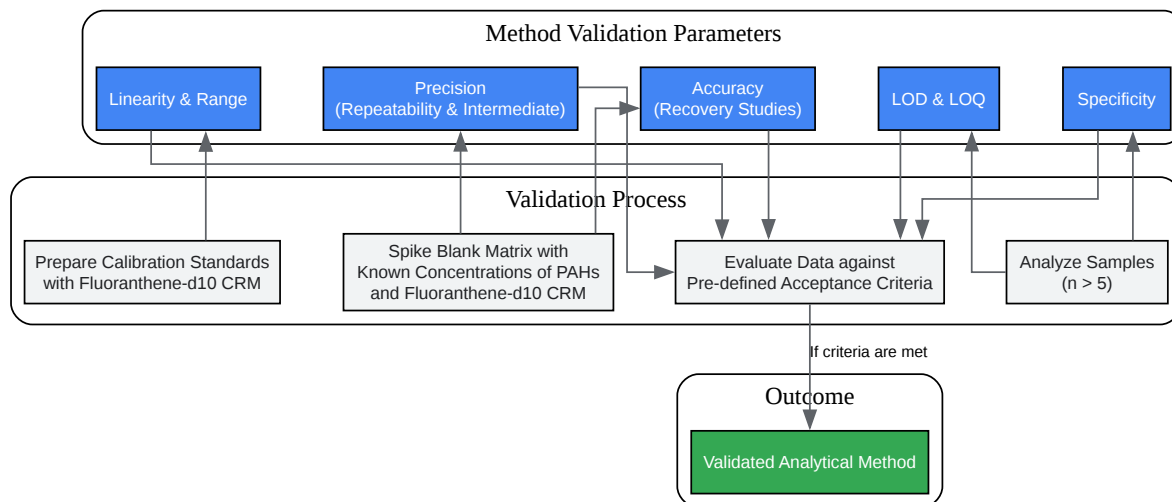 Method Validation Parameters
Linearity & Range
Precision
(Repeatability & Intermediate)
Accuracy
(Recovery Studies)
LOD & LOQ
Specificity
Validation Process
Prepare Calibration Standards
with Fluoranthene-d10 CRM
Spike Blank Matrix with
Known Concentrations of PAHs
and Fluoranthene-d10 CRM
Evaluate Data against
Pre-defined Acceptance Criteria
Analyze Samples
(n > 5)
If criteria are met
Outcome
Validated Analytical Method